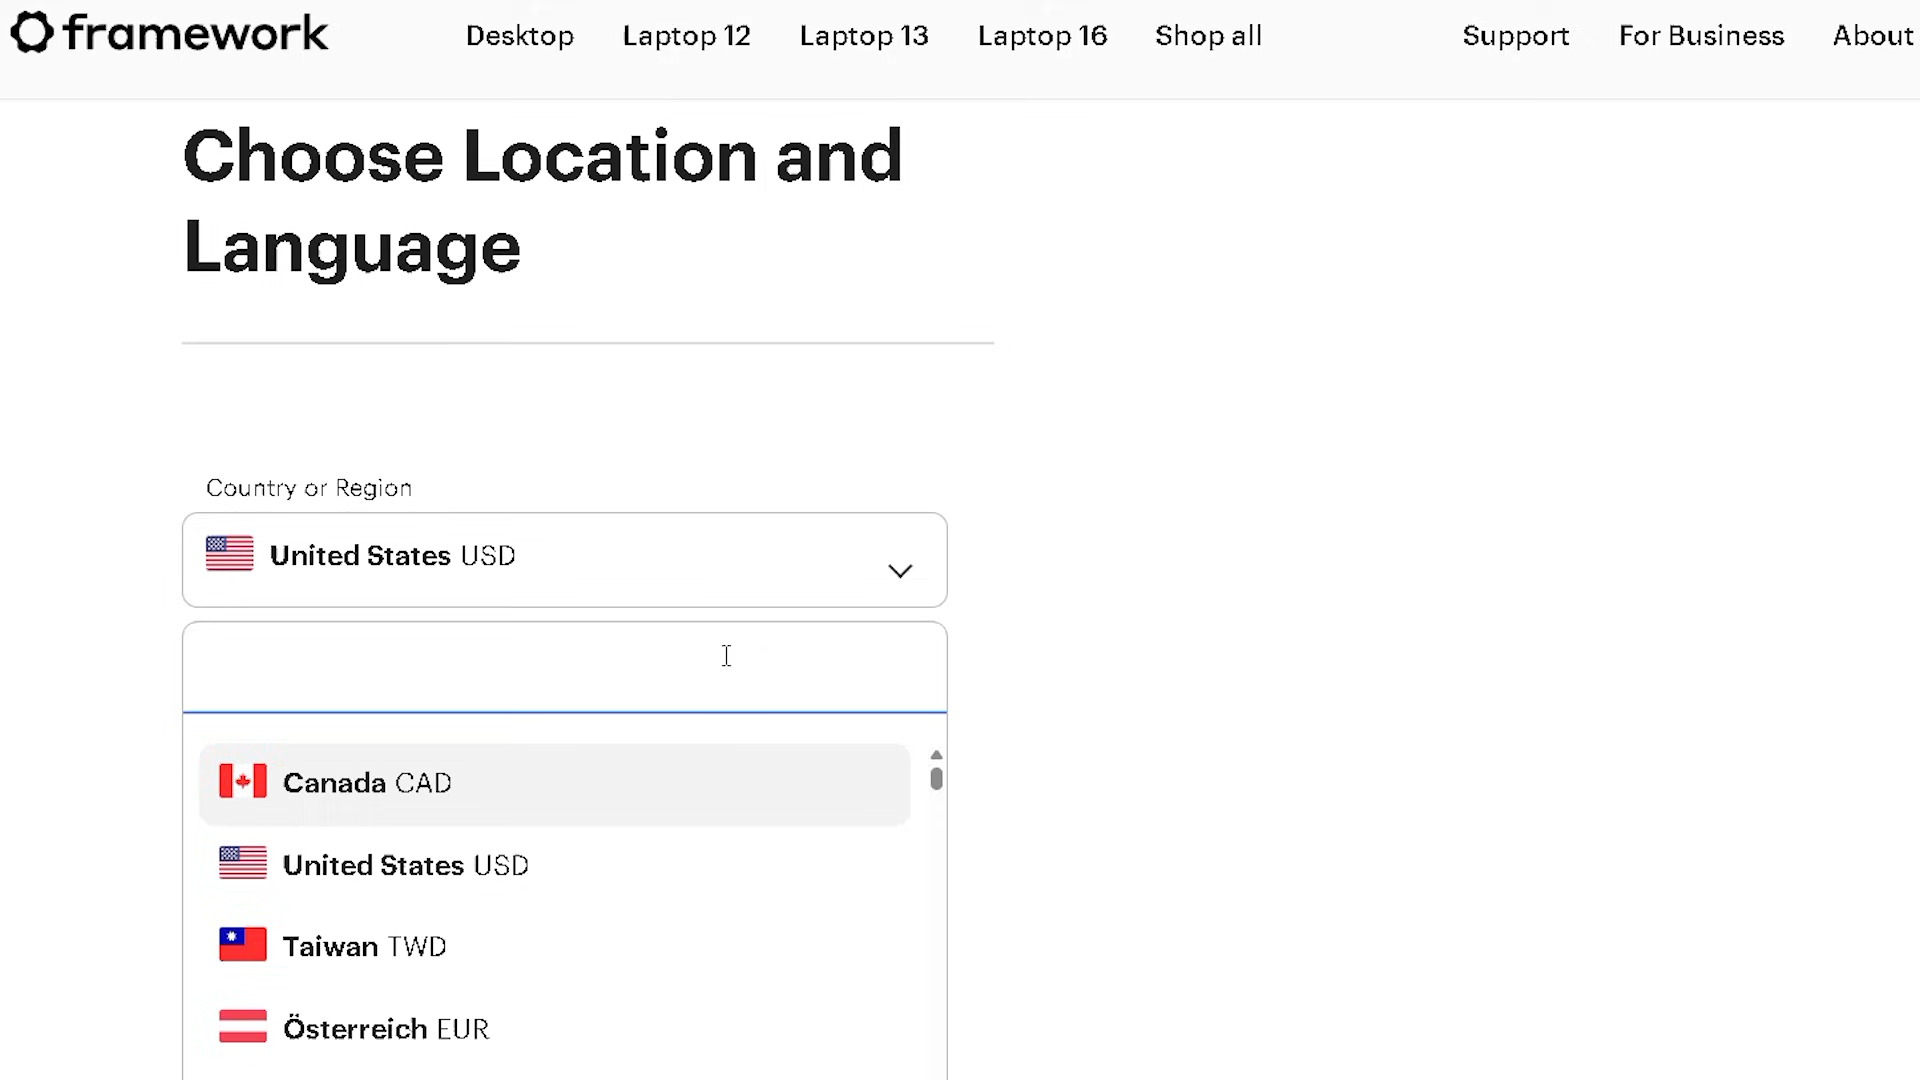 framework
Desktop Laptop 12 Laptop 13 Laptop 16 Shop all Support For Business About
Choose Location and
Language
Country or Region
United States USD
Canada CAD
United States USD
Taiwan TWD
Österreich EUR